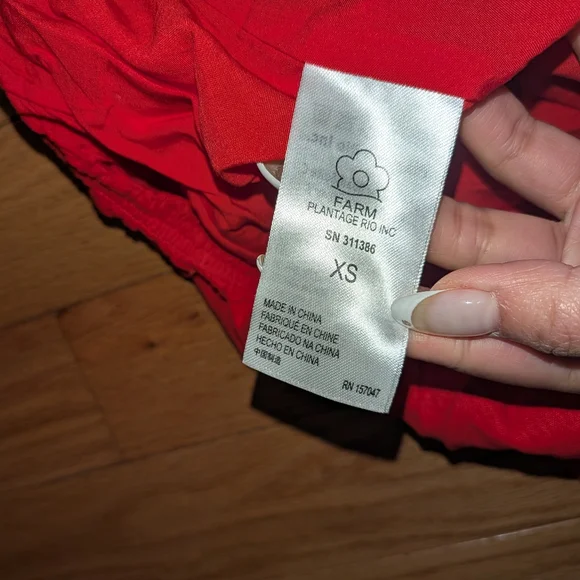 FARM
PLANTAGE RIO INC
SN 311386
XS
MADE IN CHINA
FABRIQUÉ EN CHINE
FABRICADO NA CHINA
HECHO EN CHINA
中国制造
RN 157047